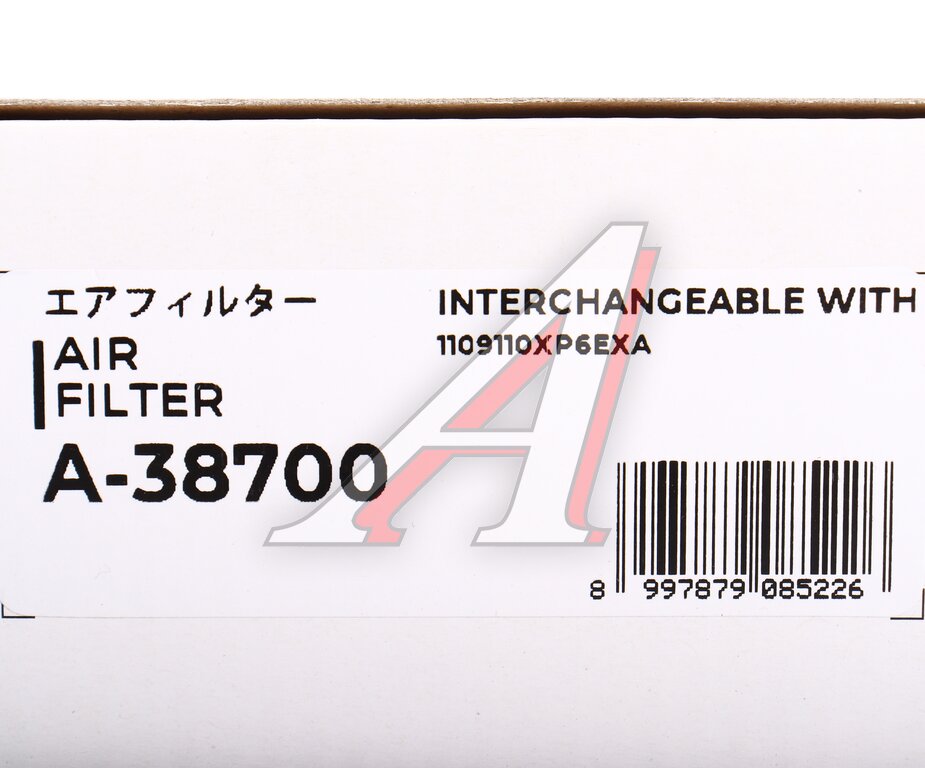 エアフィルター
AIR
FILTER
A-38700
INTERCHANGEABLE WITH
1109110XP6EXA
8 997879 085226